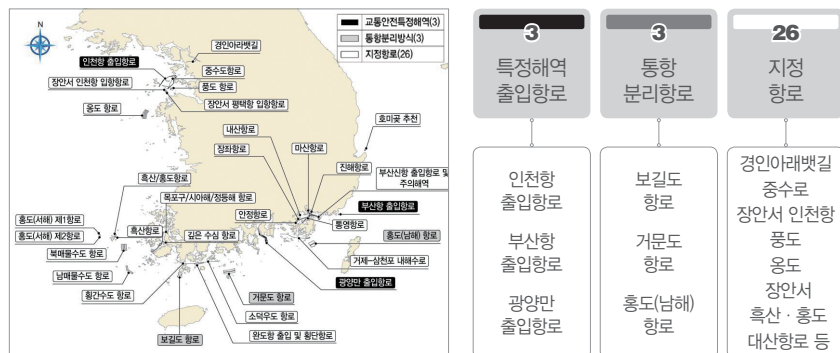 N
교통안전특정해역(3)
통항분리방식(3)
지정항로(26)
경인아라뱃길
인천항 출입항로
중수도항로
장안서 인천항 입항항로
풍도 항로
옹도 항로
장안서 평택항 입항항로
호미곶 추천
내산항로
마산항로
장좌항로
진해항로
부산신항 출입항로 및
주의해역
흑산/홍도항로
목포구/시아해/정등해 항로
안정항로
부산항 출입항로
통영항로
홍도(서해) 제1항로
흑산항로
깊은 수심 항로
홍도(남해) 항로
홍도(서해) 제2항로
북매물수도 항로
거제-삼천포 내해수로
남매물수도 항로
광양만 출입항로
횡간수도 항로
거문도 항로
소덕우도 항로
보길도 항로
완도항 출입 및 횡단항로
3
특정해역
출입항로
인천항
출입항로
부산항
출입항로
광양만
출입항로
3
통항
분리항로
보길도
항로
거문도
항로
홍도(남해)
항로
26
지정
항로
경인아래뱃길
중수로
장안서 인천항
풍도
옹도
장안서
흑산 · 홍도
대산항로 등